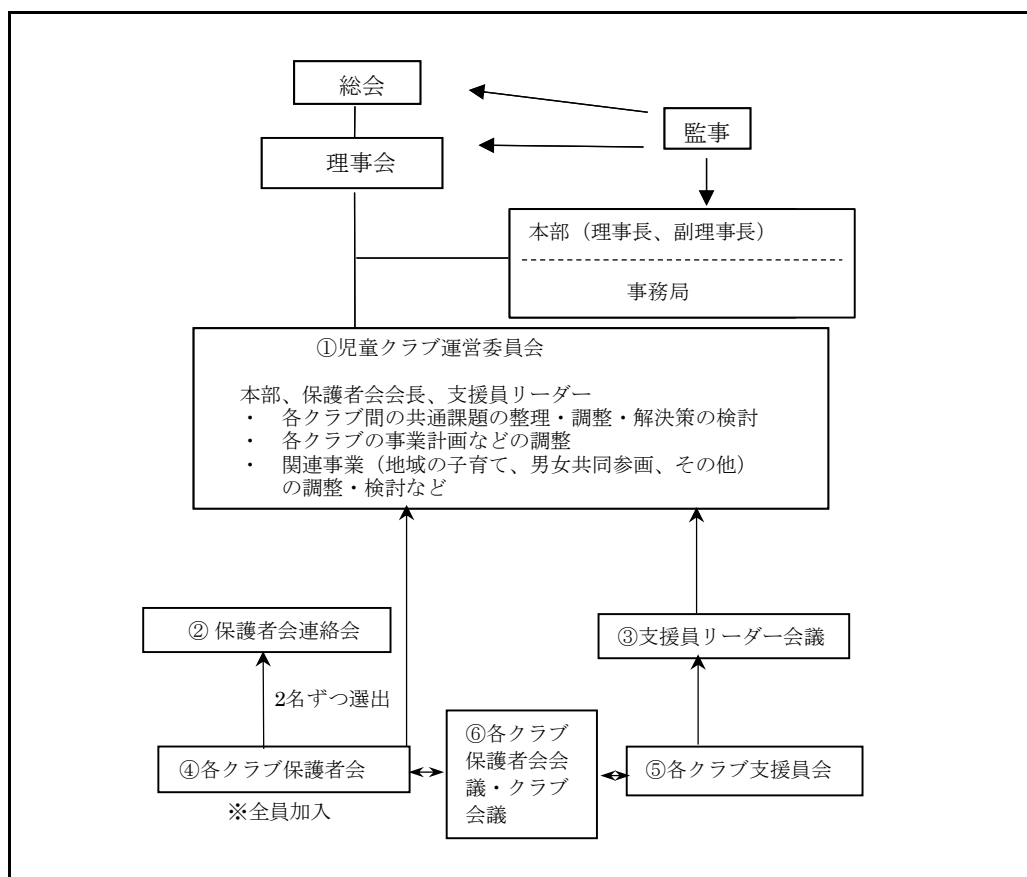 総会
監事
理事会
本部（理事長、副理事長）
事務局
①児童クラブ運営委員会
本部、保護者会会長、支援員リーダー
・ 各クラブ間の共通課題の整理・調整・解決策の検討
・ 各クラブの事業計画などの調整
・ 関連事業（地域の子育て、男女共同参画、その他）
の調整・検討など
② 保護者会連絡会
③支援員リーダー会議
2名ずつ選出
④各クラブ保護者会
※全員加入
⑥各クラブ
保護者会会
議・クラブ
会議
⑤各クラブ支援員会